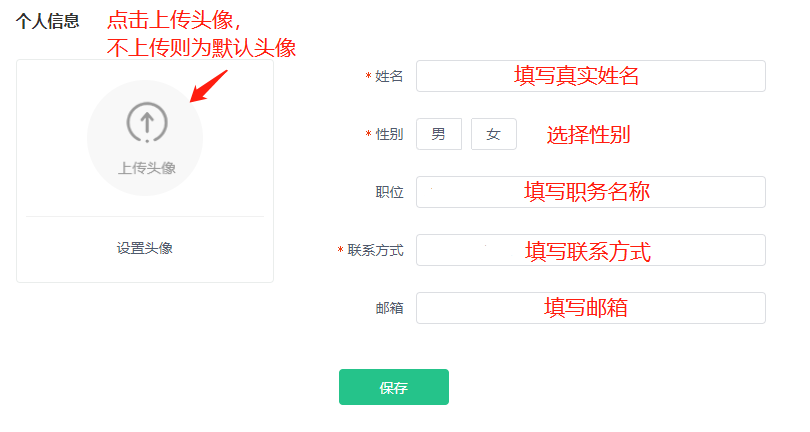 个人信息
点击上传头像，
不上传则为默认头像
上传头像
设置头像
* 姓名 填写真实姓名
* 性别 男 女 选择性别
职位 填写职务名称
* 联系方式 填写联系方式
邮箱 填写邮箱
保存